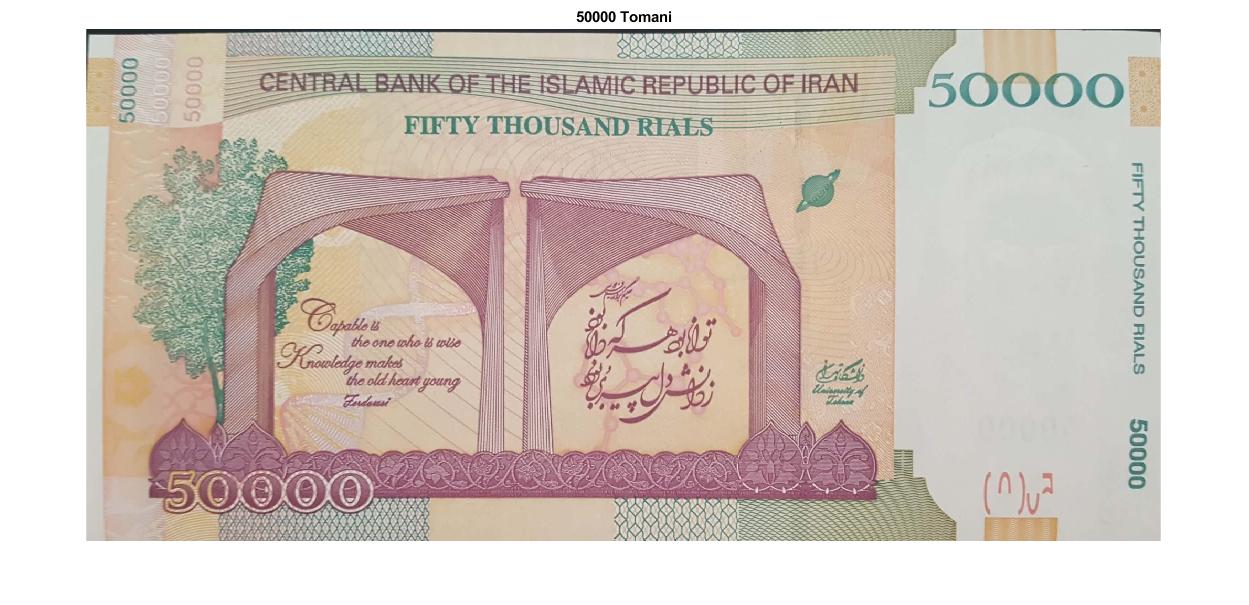 50000 Tomani
50000
50000
50000
CENTRAL BANK OF THE ISLAMIC REPUBLIC OF IRAN
50000
FIFTY THOUSAND RIALS
Capable is
the one who is wise
Knowledge makes
the old heart young
Ferdowsi
توانا بود هر که دانا بود
ز دانش دل پیر برنا بود
دانشگاه تهران
University of
Tehran
FIFTY THOUSAND RIALS
50000
50000